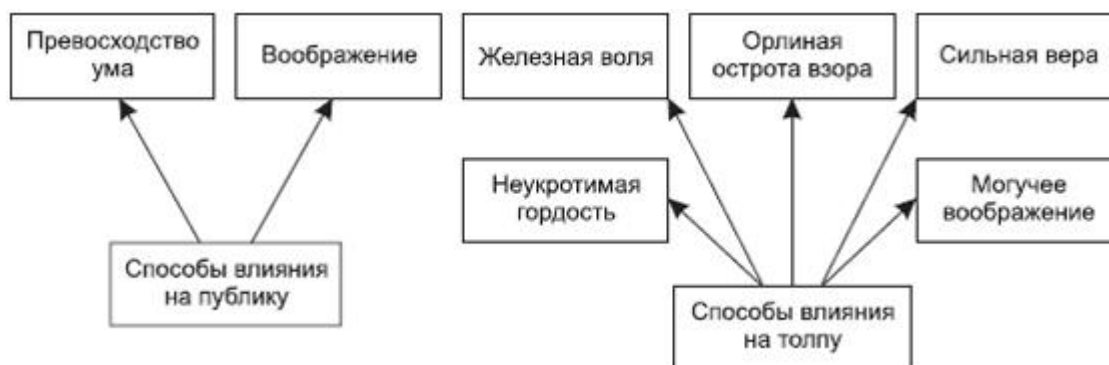 Превосходство
ума
Воображение
Железная воля
Орлиная
острота взора
Сильная вера
Неукротимая
гордость
Могучее
воображение
Способы влияния
на публику
Способы влияния
на толпу